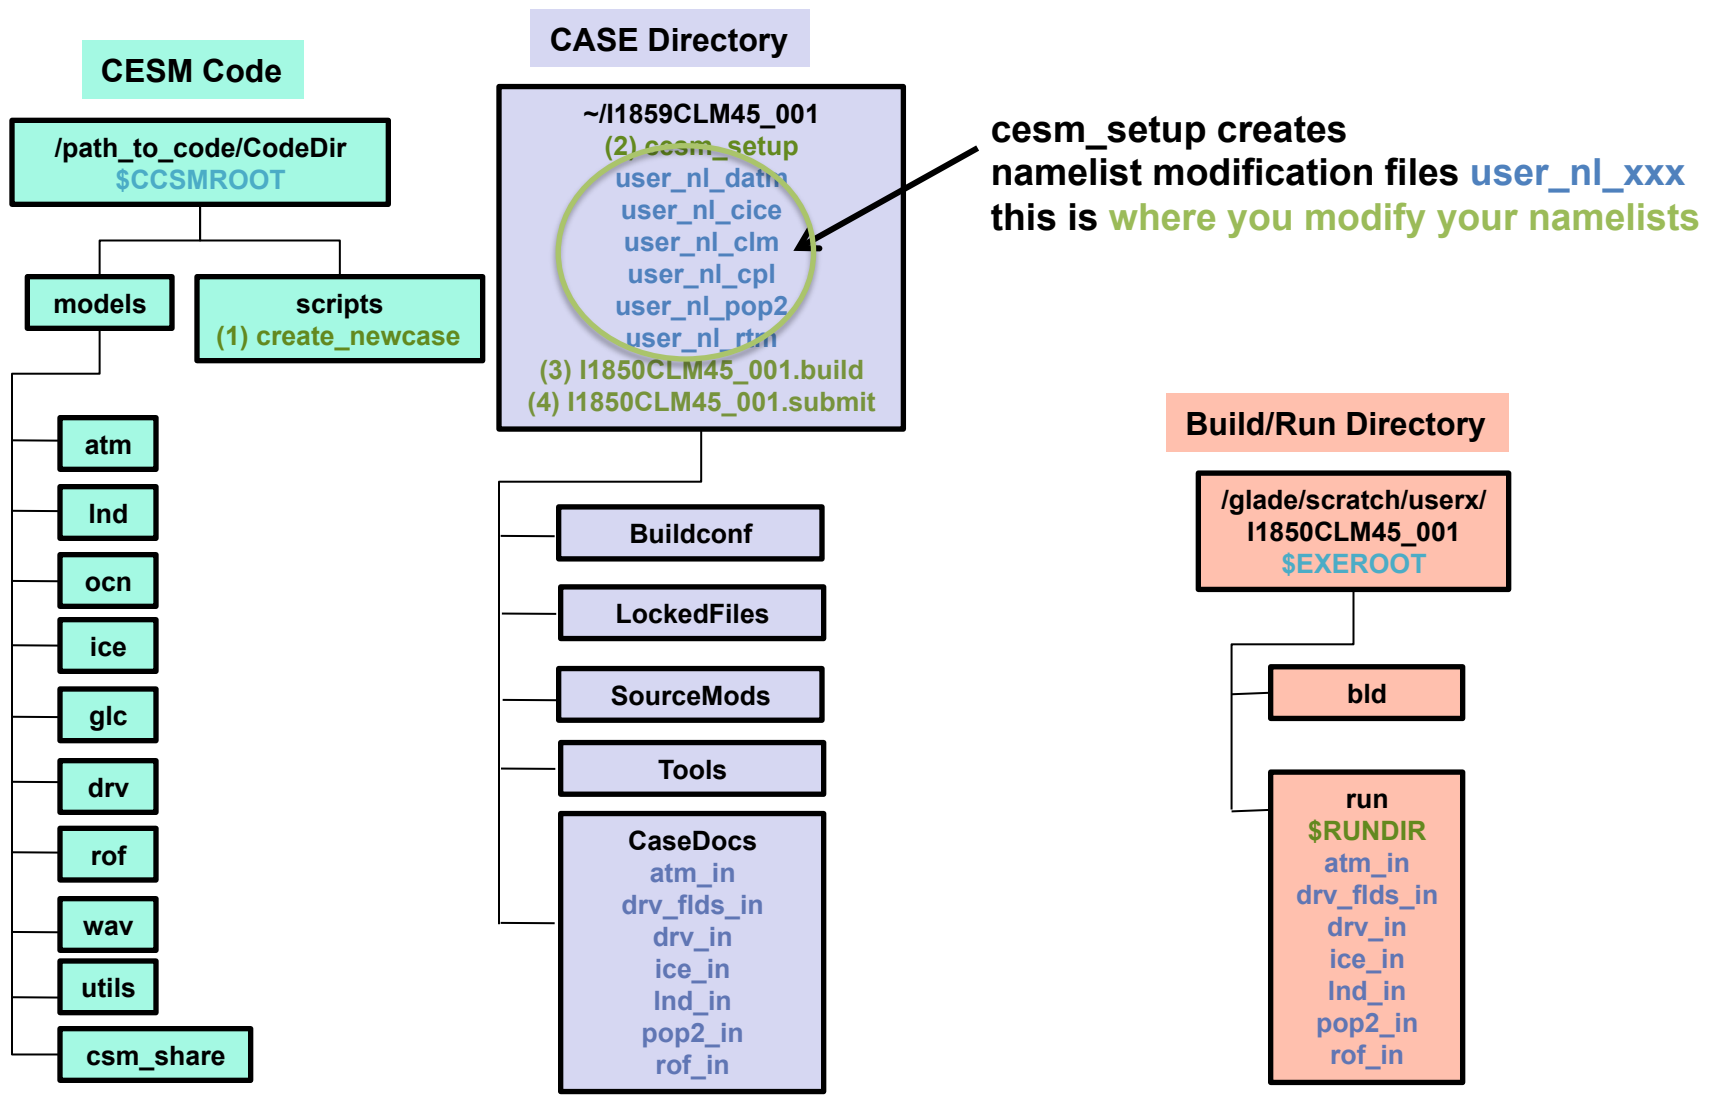 CESM Code
/path_to_code/CodeDir
$CCSMROOT
models
scripts
(1) create_newcase
atm
lnd
ocn
ice
glc
drv
rof
wav
utils
csm_share
CASE Directory
~/I1859CLM45_001
(2) cesm_setup
user_nl_datm
user_nl_cice
user_nl_clm
user_nl_cpl
user_nl_pop2
user_nl_rtm
(3) I1850CLM45_001.build
(4) I1850CLM45_001.submit
Buildconf
LockedFiles
SourceMods
Tools
CaseDocs
atm_in
drv_flds_in
drv_in
ice_in
lnd_in
pop2_in
rof_in
cesm_setup creates
namelist modification files user_nl_xxx
this is where you modify your namelists
Build/Run Directory
/glade/scratch/userx/
I1850CLM45_001
$EXEROOT
bld
run
$RUNDIR
atm_in
drv_flds_in
drv_in
ice_in
lnd_in
pop2_in
rof_in